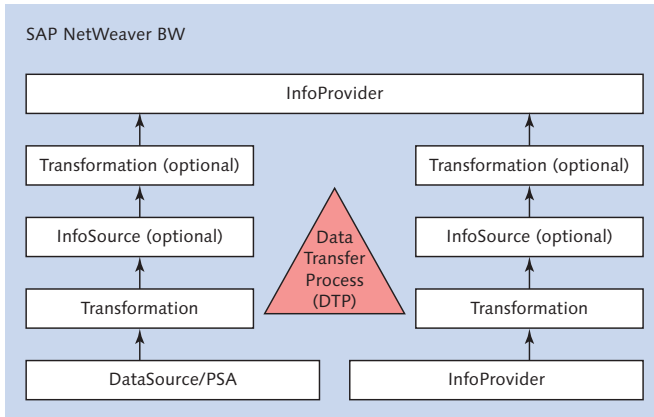 SAP NetWeaver BW
InfoProvider
Transformation (optional)
Transformation (optional)
InfoSource (optional)
InfoSource (optional)
Data
Transfer
Process
(DTP)
Transformation
Transformation
DataSource/PSA
InfoProvider